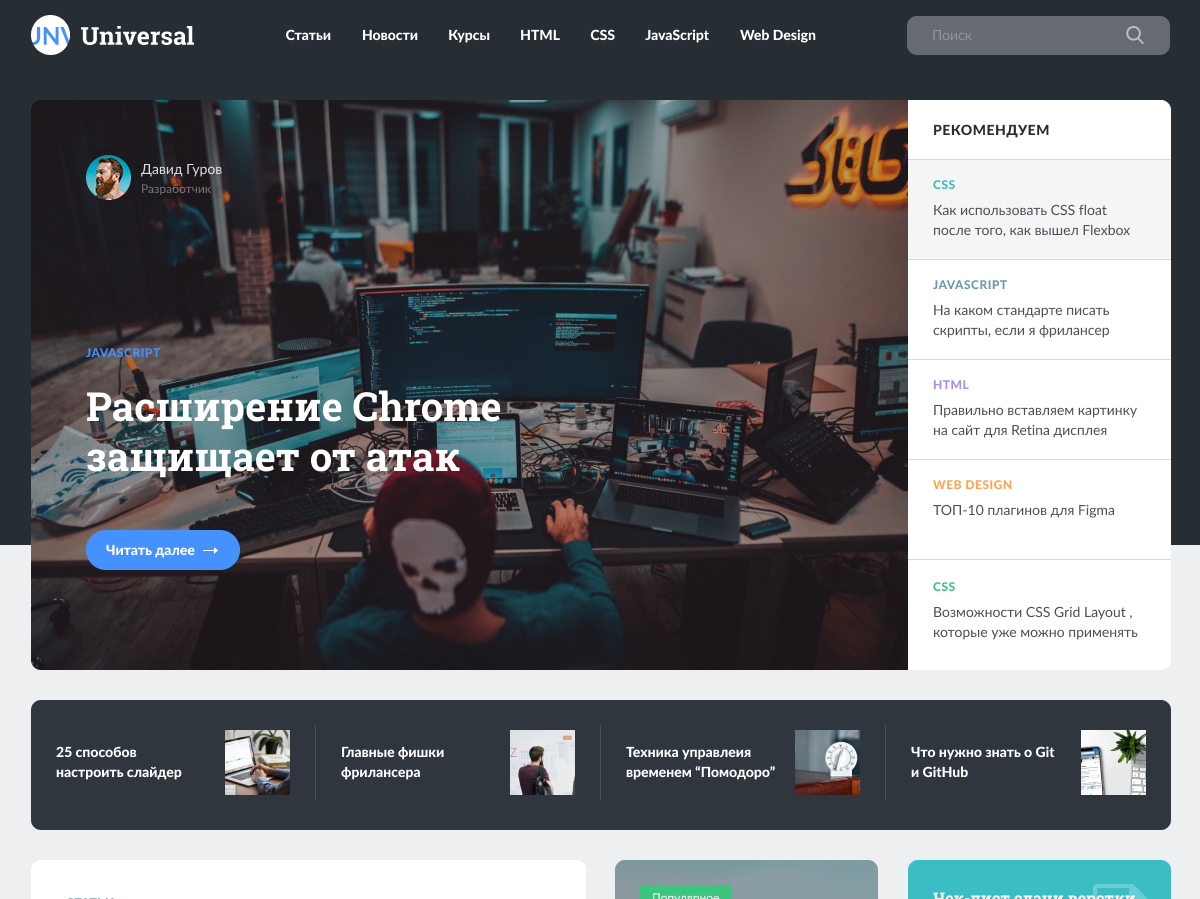 UNI Universal
Статьи Новости Курсы HTML CSS JavaScript Web Design
Поиск
Давид Гуров
Разработчик
JAVASCRIPT
Расширение Chrome
защищает от атак
Читать далее →
РЕКОМЕНДУЕМ
CSS
Как использовать CSS float
после того, как вышел Flexbox
JAVASCRIPT
На каком стандарте писать
скрипты, если я фрилансер
HTML
Правильно вставляем картинку
на сайт для Retina дисплея
WEB DESIGN
ТОП-10 плагинов для Figma
CSS
Возможности CSS Grid Layout ,
которые уже можно применять
25 способов
настроить слайдер
Главные фишки
фрилансера
Техника управлеия
временем “Помодоро”
Что нужно знать о Git
и GitHub
Популярное
Чек-лист сдачи верстки